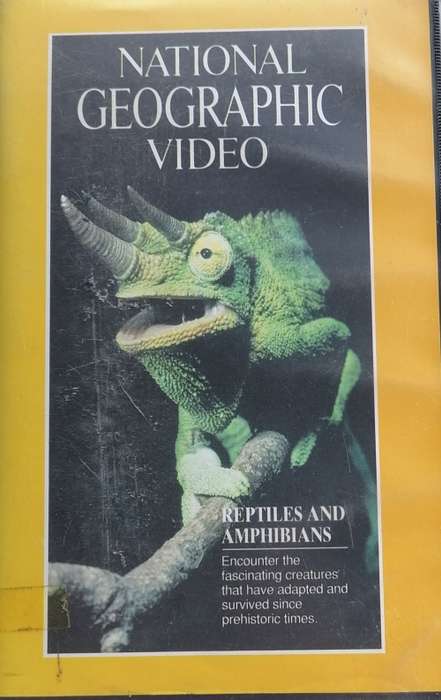 NATIONAL
GEOGRAPHIC
VIDEO
REPTILES AND
AMPHIBIANS
Encounter the
fascinating creatures
that have adapted and
survived since
prehistoric times.